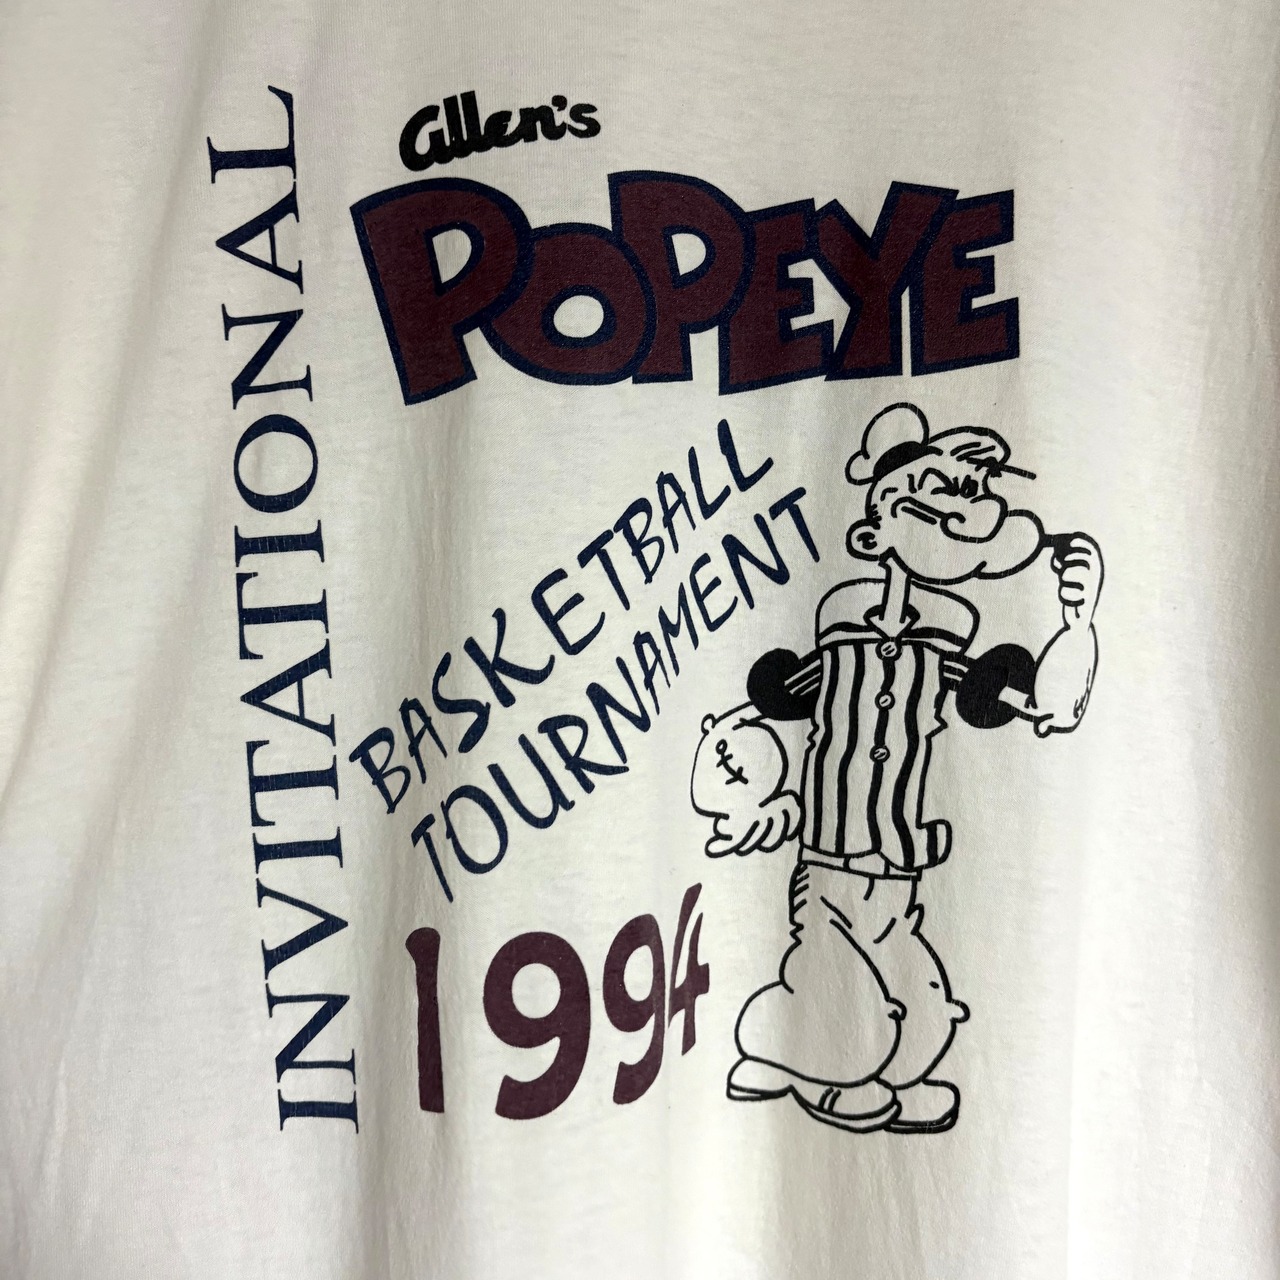 Allen's
POPEYE
INVITATIONAL
BASKETBALL
TOURNAMENT
1994